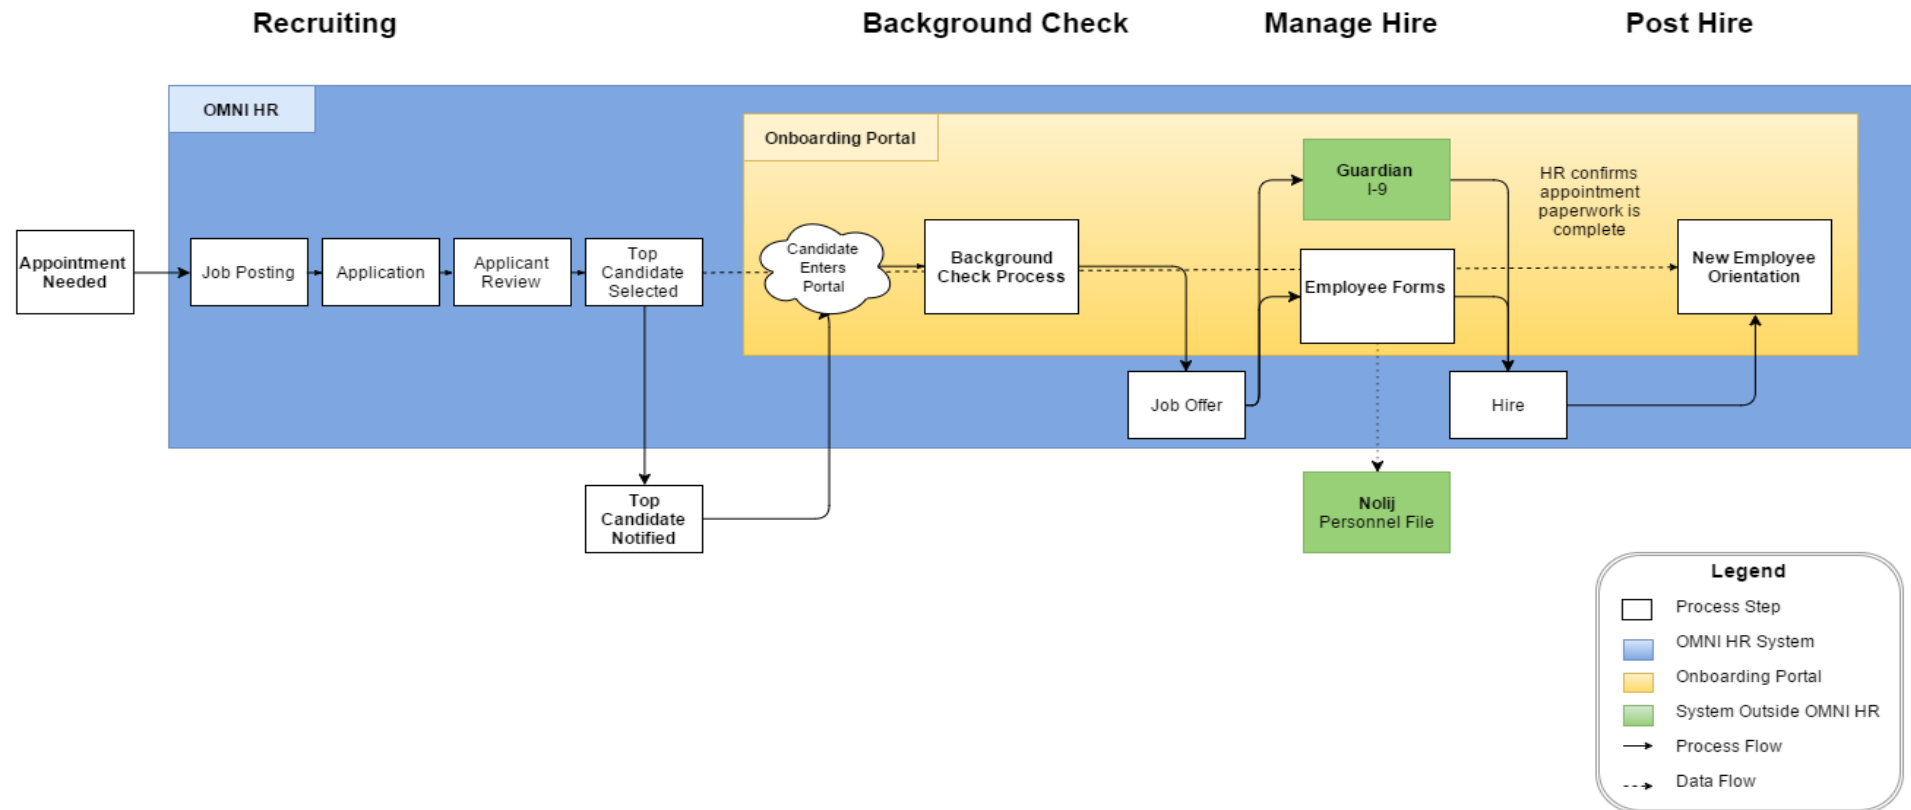 Recruiting
Background Check
Manage Hire
Post Hire
OMNI HR
Onboarding Portal
Appointment
Needed
Job Posting
Application
Applicant
Review
Top
Candidate
Selected
Candidate
Enters
Portal
Background
Check Process
Guardian
I-9
Employee Forms
HR confirms
appointment
paperwork is
complete
New Employee
Orientation
Job Offer
Hire
Top
Candidate
Notified
Nolij
Personnel File
Legend
Process Step
OMNI HR System
Onboarding Portal
System Outside OMNI HR
Process Flow
Data Flow